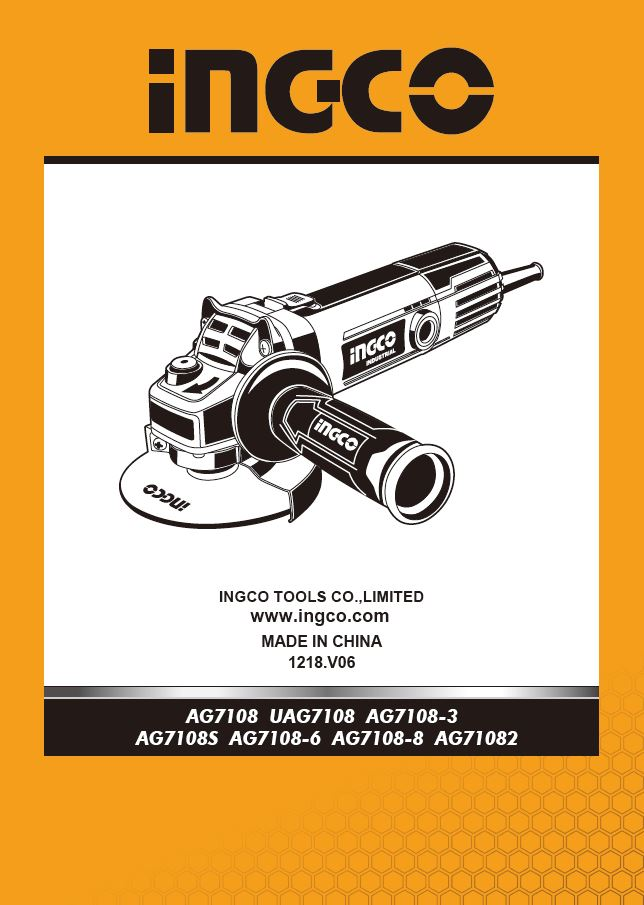 INGCO
INGCO
INDUSTRIAL
INGCO
INGCO
INGCO TOOLS CO.,LIMITED
www.ingco.com
MADE IN CHINA
1218.V06
AG7108 UAG7108 AG7108-3
AG7108S AG7108-6 AG7108-8 AG71082